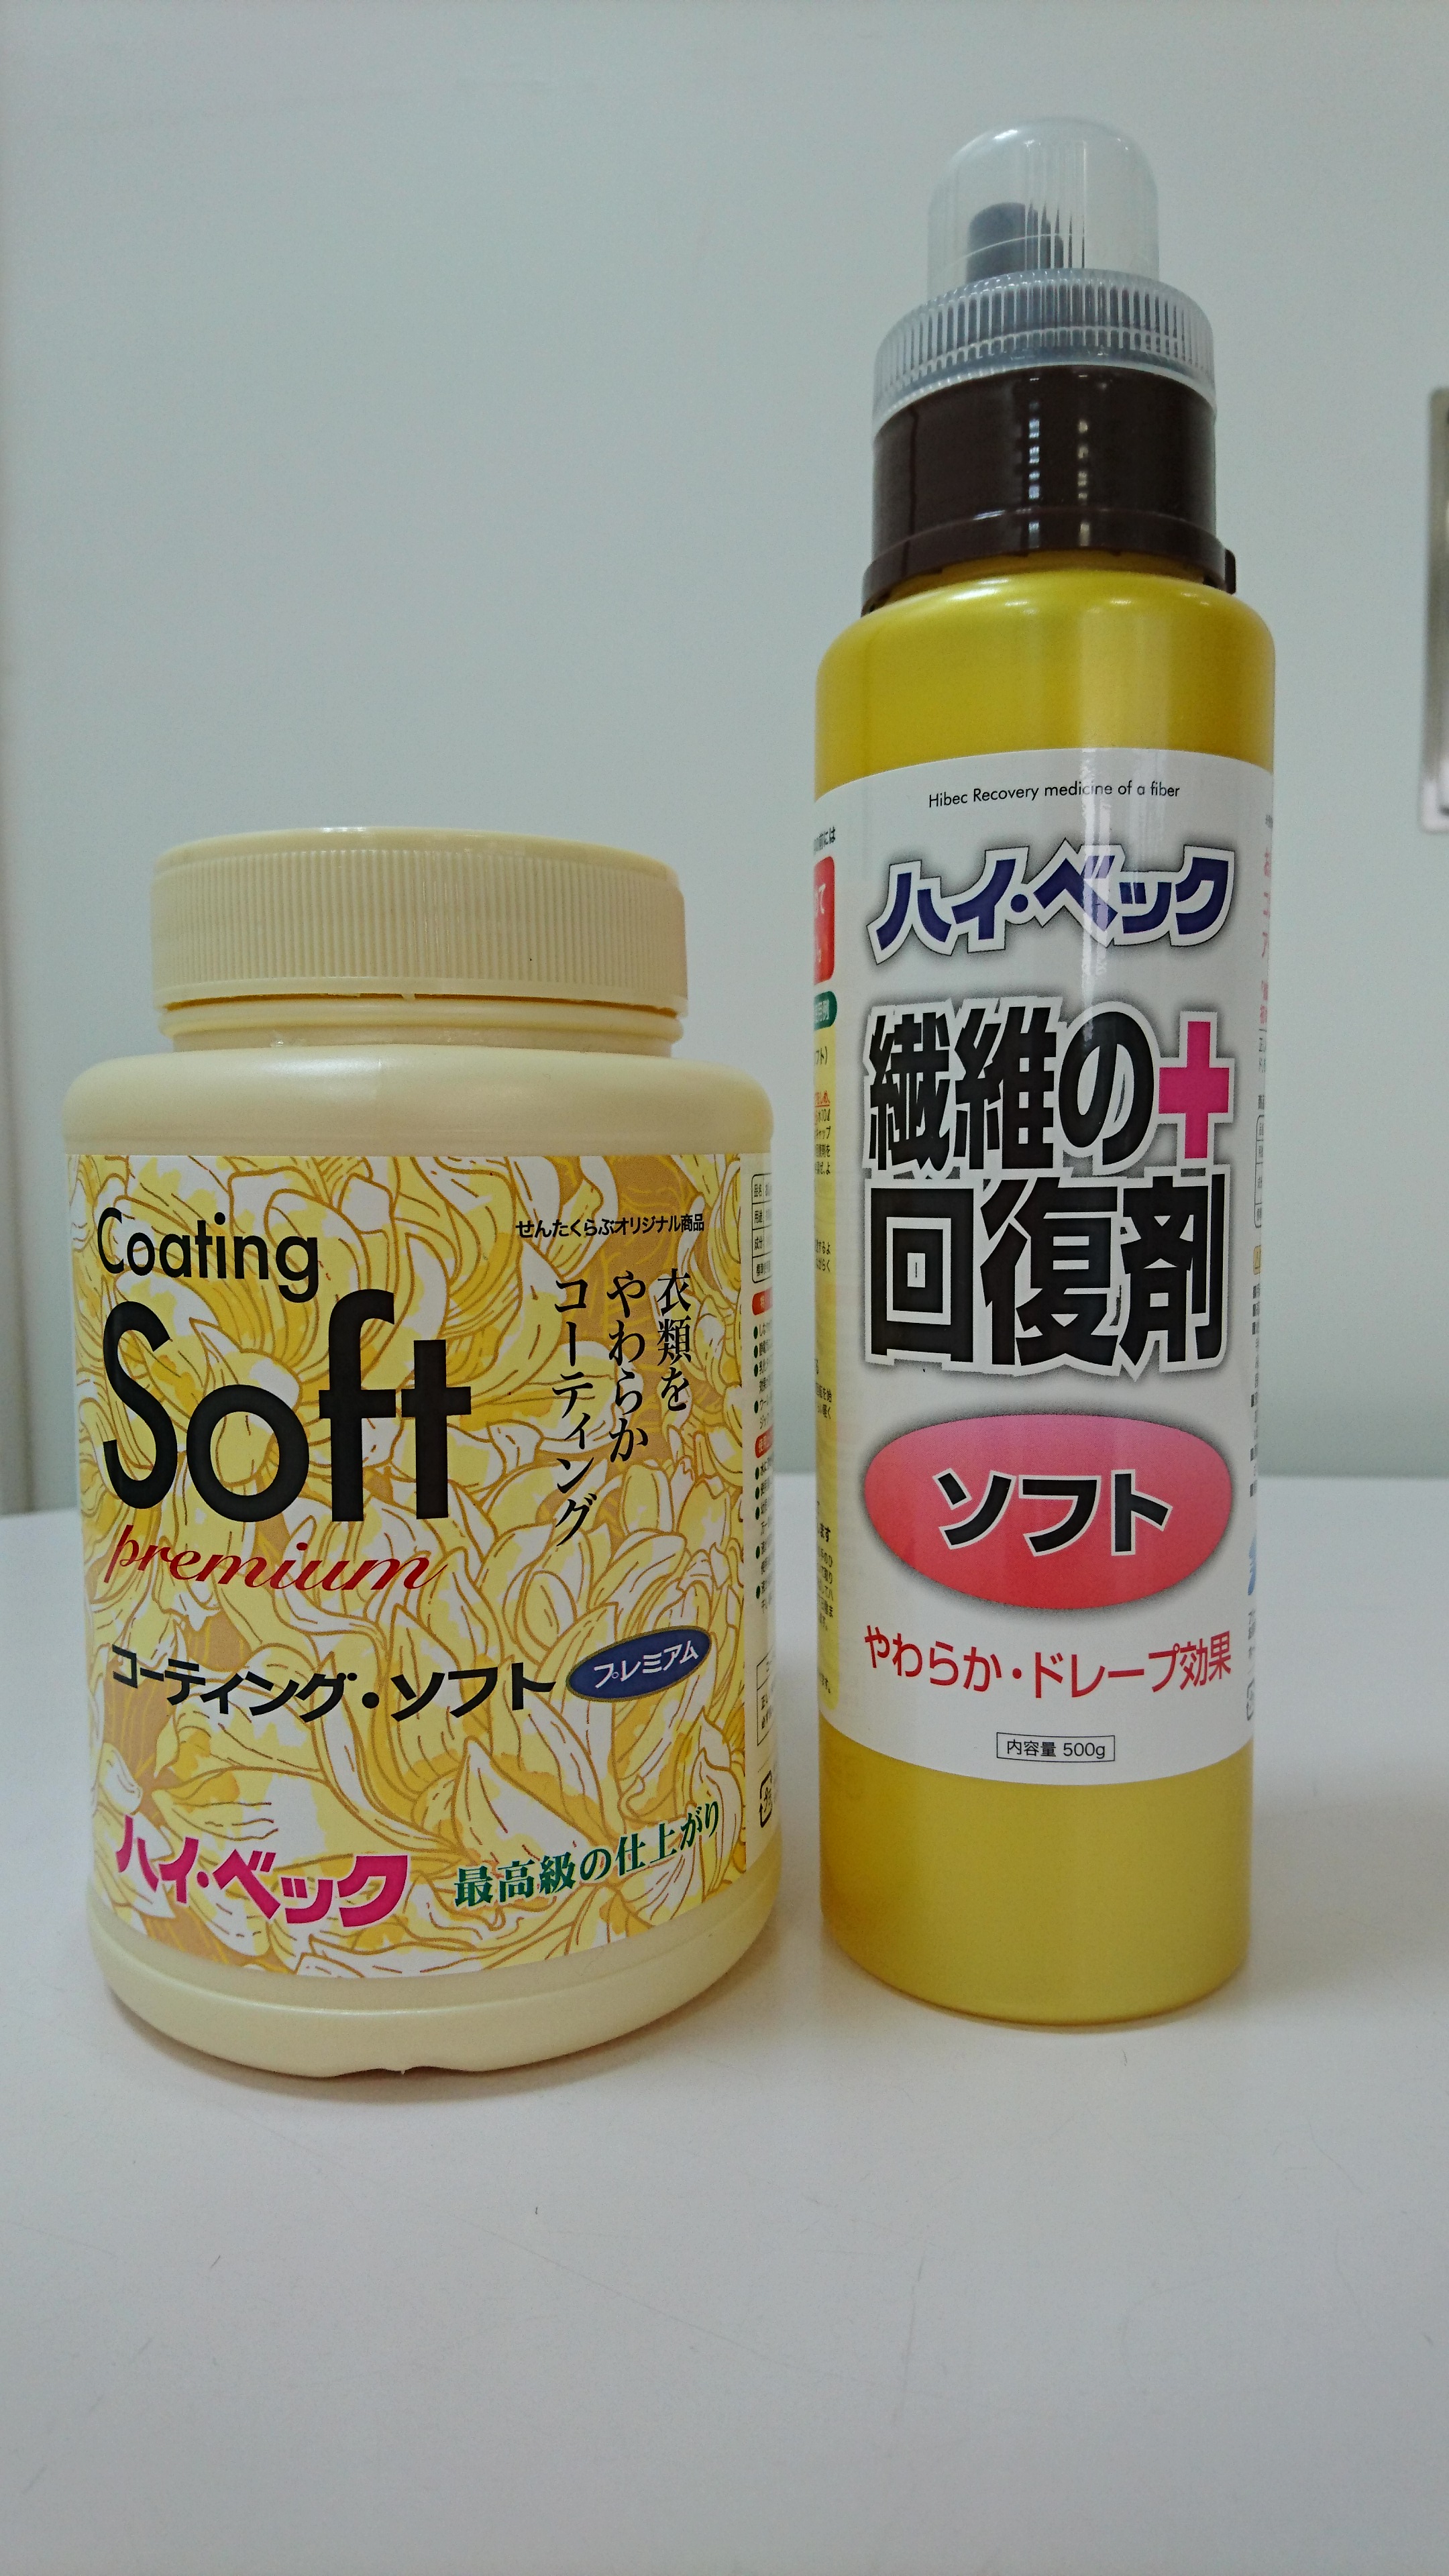 Coating
Soft
premium
せんたくらぶオリジナル商品
衣類を
やわらか
コーティング
コーティング・ソフト
プレミアム
ハイ・ベック
最高級の仕上がり
Hibec Recovery medicine of a fiber
ハイ・ベック
繊維の
回復剤
ソフト
やわらか・ドレープ効果
内容量 500g